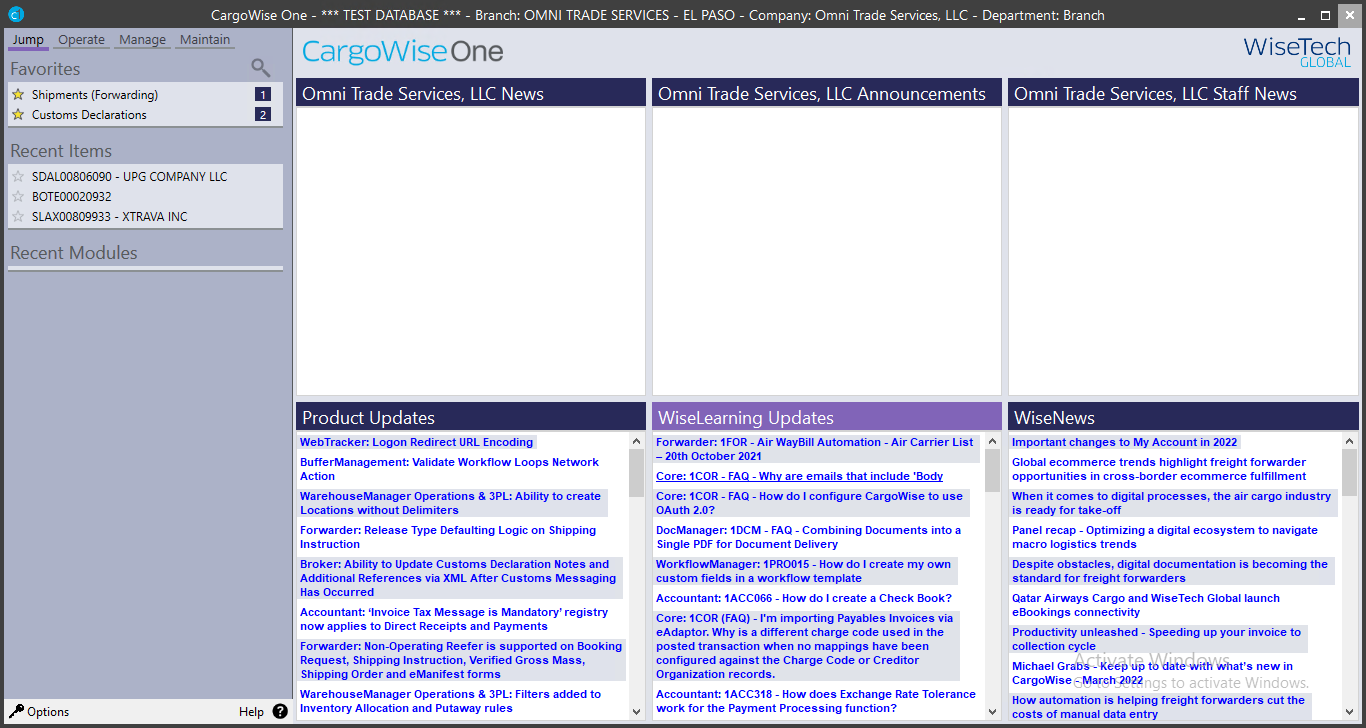 CargoWise One - *** TEST DATABASE *** - Branch: OMNI TRADE SERVICES - EL PASO - Company: Omni Trade Services, LLC - Department: Branch
Jump Operate Manage Maintain
Favorites
Shipments (Forwarding) 1
Customs Declarations 2
Recent Items
SDAL00806090 - UPG COMPANY LLC
BOTE00020932
SLAX00809933 - XTRAVA INC
Recent Modules
Options
Help ?
CargoWise One
WiseTech
GLOBAL
Omni Trade Services, LLC News
Omni Trade Services, LLC Announcements
Omni Trade Services, LLC Staff News
Product Updates
WebTracker: Logon Redirect URL Encoding
BufferManagement: Validate Workflow Loops Network
Action
WarehouseManager Operations & 3PL: Ability to create
Locations without Delimiters
Forwarder: Release Type Defaulting Logic on Shipping
Instruction
Broker: Ability to Update Customs Declaration Notes and
Additional References via XML After Customs Messaging
Has Occurred
Accountant: ‘Invoice Tax Message is Mandatory’ registry
now applies to Direct Receipts and Payments
Forwarder: Non-Operating Reefer is supported on Booking
Request, Shipping Instruction, Verified Gross Mass,
Shipping Order and eManifest forms
WarehouseManager Operations & 3PL: Filters added to
Inventory Allocation and Putaway rules
WiseLearning Updates
Forwarder: 1FOR - Air WayBill Automation - Air Carrier List
– 20th October 2021
Core: 1COR - FAQ - Why are emails that include 'Body
Core: 1COR - FAQ - How do I configure CargoWise to use
OAuth 2.0?
DocManager: 1DCM - FAQ - Combining Documents into a
Single PDF for Document Delivery
WorkflowManager: 1PRO015 - How do I create my own
custom fields in a workflow template
Accountant: 1ACC066 - How do I create a Check Book?
Core: 1COR (FAQ) - I'm importing Payables Invoices via
eAdaptor. Why is a different charge code used in the
posted transaction when no mappings have been
configured against the Charge Code or Creditor
Organization records.
Accountant: 1ACC318 - How does Exchange Rate Tolerance
work for the Payment Processing function?
WiseNews
Important changes to My Account in 2022
Global ecommerce trends highlight freight forwarder
opportunities in cross-border ecommerce fulfillment
When it comes to digital processes, the air cargo industry
is ready for take-off
Panel recap - Optimizing a digital ecosystem to navigate
macro logistics trends
Despite obstacles, digital documentation is becoming the
standard for freight forwarders
Qatar Airways Cargo and WiseTech Global launch
eBookings connectivity
Productivity unleashed - Speeding up your invoice to
collection cycle
Michael Grabs - Keep up to date with what's new in
CargoWise - March 2022
How automation is helping freight forwarders cut the
costs of manual data entry
Activate Windows
Go to Settings to activate Windows.